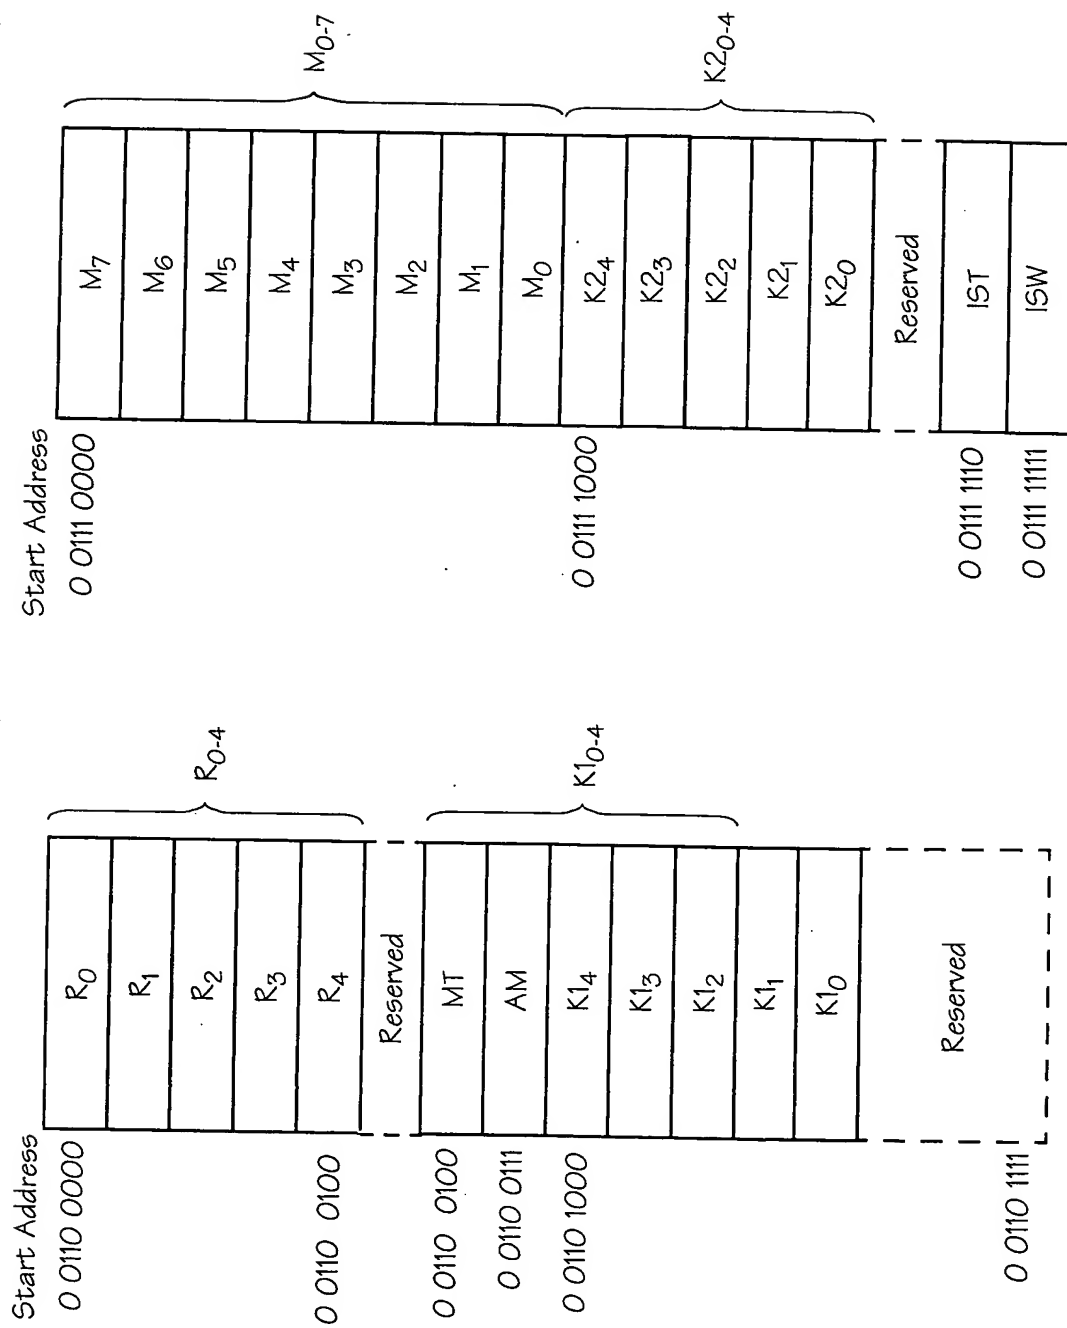 Start Address
0 0110 0000
R0
R1
R2
R3
0 0110 0100
R4
R0-4
Reserved
0 0110 0100
MT
0 0110 0111
AM
0 0110 1000
K14
K13
K12
K11
K10
K10-4
Reserved
0 0110 1111
Start Address
0 0111 0000
M7
M6
M5
M4
M3
M2
M1
M0
M0-7
0 0111 1000
K24
K23
K22
K21
K20
K20-4
Reserved
0 0111 1110
IST
0 0111 11111
ISW